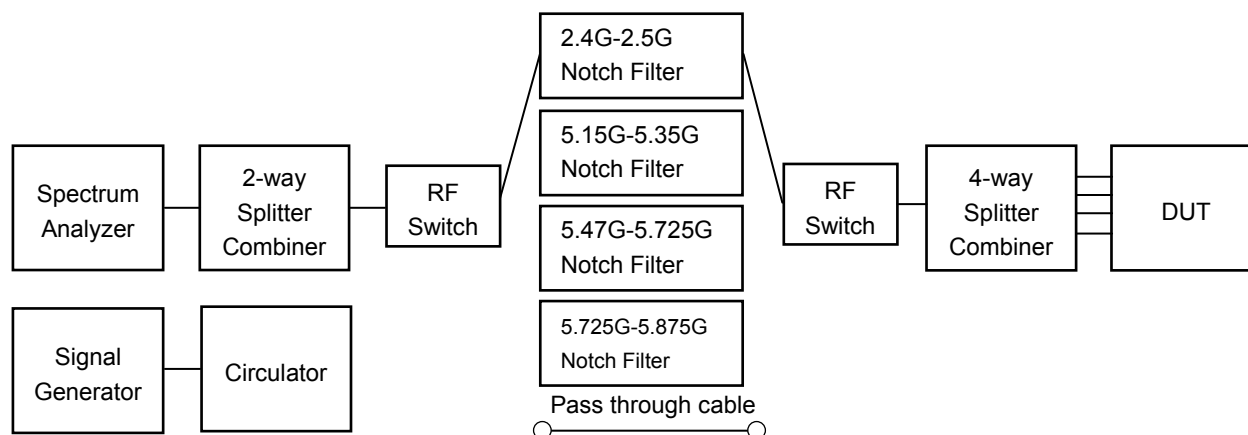 Spectrum
Analyzer
2-way
Splitter
Combiner
RF
Switch
2.4G-2.5G
Notch Filter
5.15G-5.35G
Notch Filter
5.47G-5.725G
Notch Filter
5.725G-5.875G
Notch Filter
Pass through cable
RF
Switch
4-way
Splitter
Combiner
DUT
Signal
Generator
Circulator